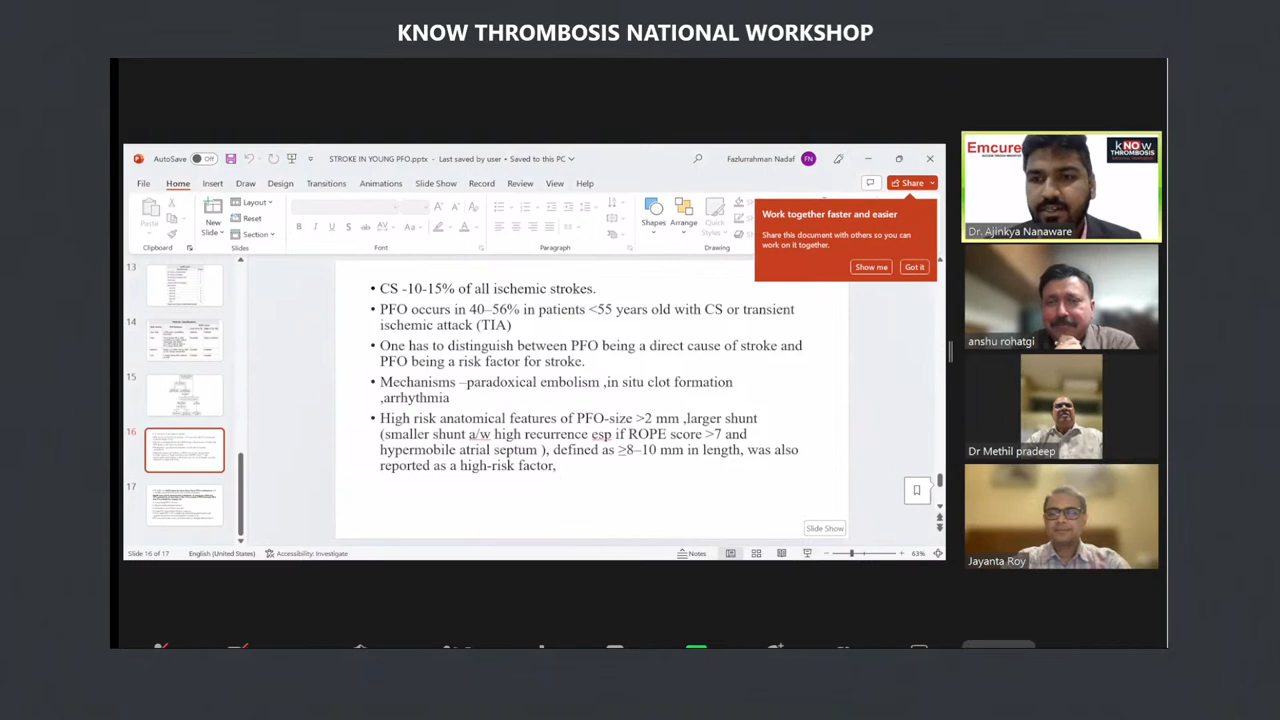 KNOW THROMBOSIS NATIONAL WORKSHOP
AutoSave Off
STROKE IN YOUNG PFO.pptx - Last saved by user • Saved to this PC
Fazlurrahman Nadaf FN
File Home Insert Draw Design Transitions Animations Slide Show Record Review View Help
Share
Paste
Clipboard
New
Slide
Layout
Reset
Section
Slides
B I U S
Aa
A
Font
Paragraph
Shapes
Arrange
Quick
Styles
Drawing
Work together faster and easier
Share this document with others so you can
work on it together.
Show me Got it
13
14
15
16
17
• CS -10-15% of all ischemic strokes.
• PFO occurs in 40–56% in patients <55 years old with CS or transient
ischemic attack (TIA)
• One has to distinguish between PFO being a direct cause of stroke and
PFO being a risk factor for stroke.
• Mechanisms –paradoxical embolism ,in situ clot formation
,arrhythmia
• High risk anatomical features of PFO-size >2 mm ,larger shunt
(smaller shunt a/w high recurrence esp if ROPE score >7 and
hypermobile atrial septum ), defined as ≥8–10 mm in length, was also
reported as a high-risk factor,
Slide Show
Slide 16 of 17 English (United States) Accessibility: Investigate Notes 63%
Emcure
kNOW
THROMBOSIS
Dr. Ajinkya Nanaware
anshu rohatgi
Dr Methil pradeep
Jayanta Roy